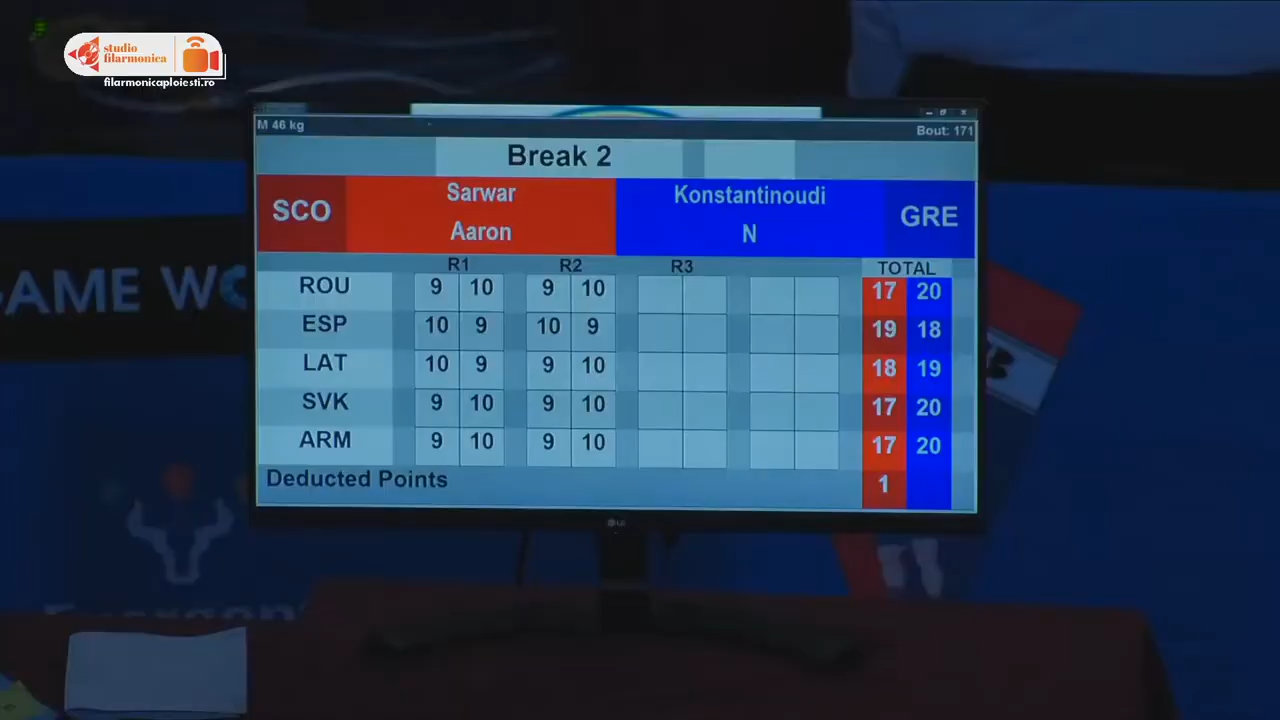 studio
filarmonica
filarmonicaploiesti.ro
M 46 kg
Bout: 171
Break 2
SCO
Sarwar
Aaron
Konstantinoudi
N
GRE
R1 R2 R3 TOTAL
ROU 9 10 9 10 17 20
ESP 10 9 10 9 19 18
LAT 10 9 9 10 18 19
SVK 9 10 9 10 17 20
ARM 9 10 9 10 17 20
Deducted Points 1
LG
GAME WO